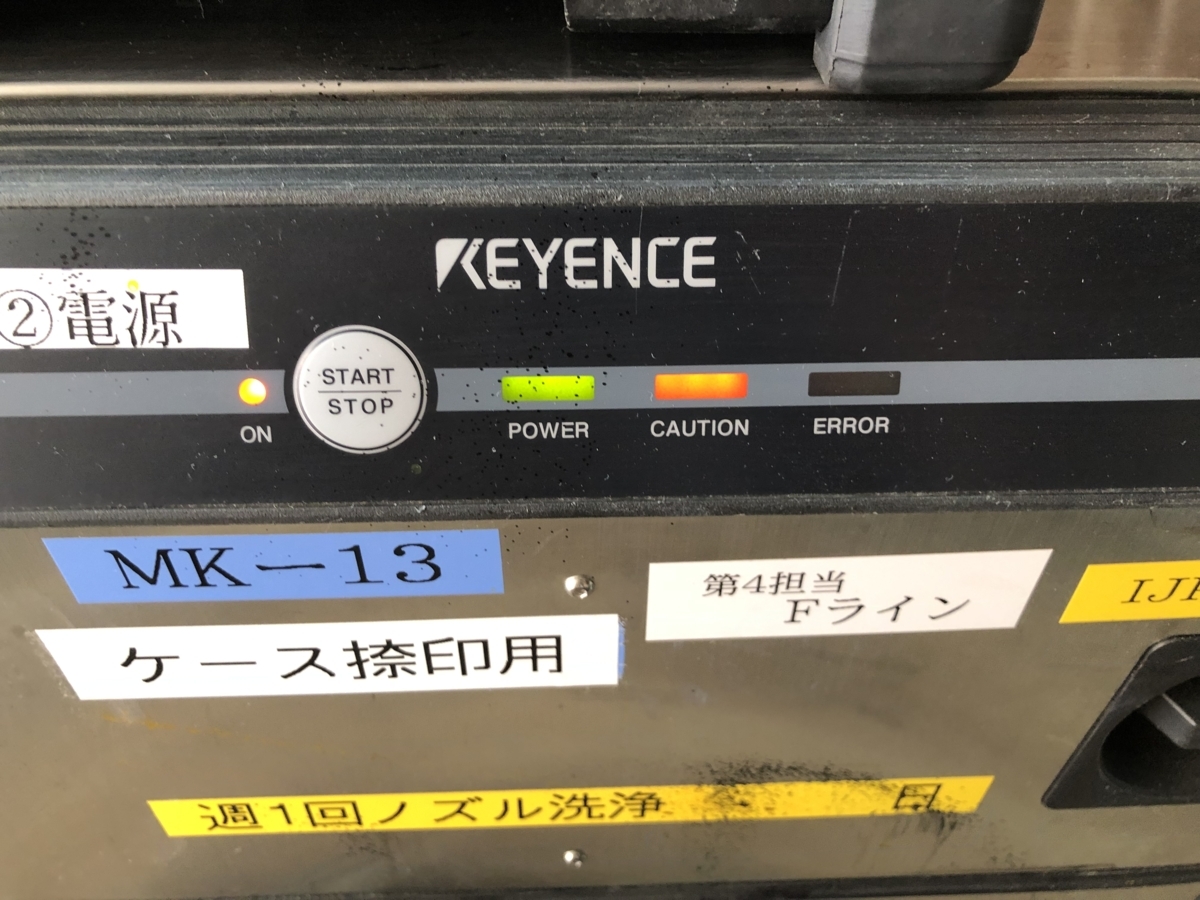 KEYENCE
②電源
START
STOP
ON
POWER
CAUTION
ERROR
MK-13
第4担当
Fライン
ケース捺印用
週1回ノズル洗浄
日